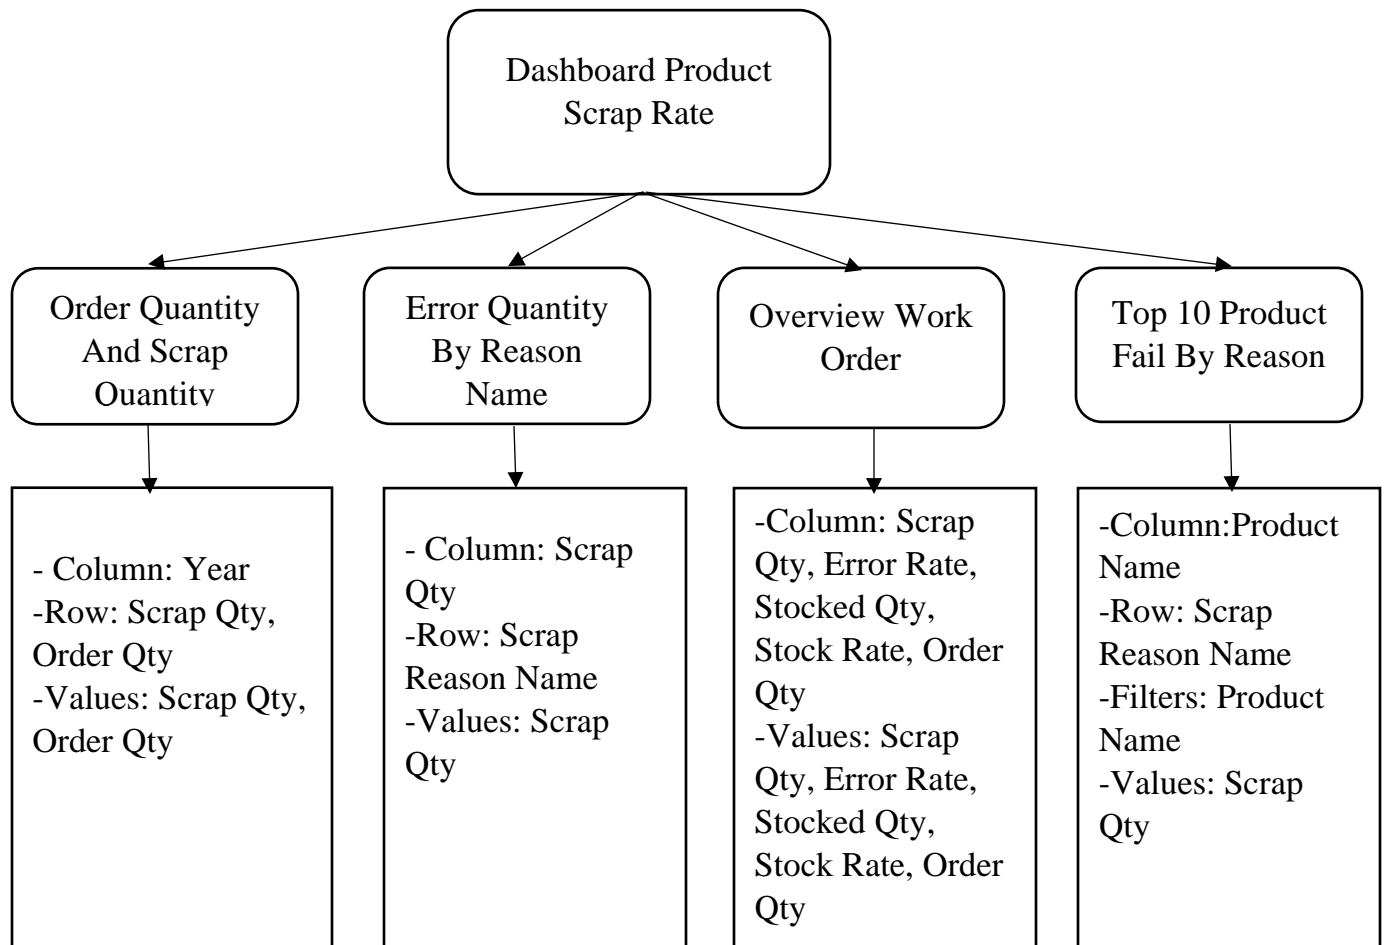 Dashboard Product
Scrap Rate
Order Quantity
And Scrap
Quantity
Error Quantity
By Reason
Name
Overview Work
Order
Top 10 Product
Fail By Reason
- Column: Year
-Row: Scrap Qty,
Order Qty
-Values: Scrap Qty,
Order Qty
- Column: Scrap
Qty
-Row: Scrap
Reason Name
-Values: Scrap
Qty
-Column: Scrap
Qty, Error Rate,
Stocked Qty,
Stock Rate, Order
Qty
-Values: Scrap
Qty, Error Rate,
Stocked Qty,
Stock Rate, Order
Qty
-Column:Product
Name
-Row: Scrap
Reason Name
-Filters: Product
Name
-Values: Scrap
Qty